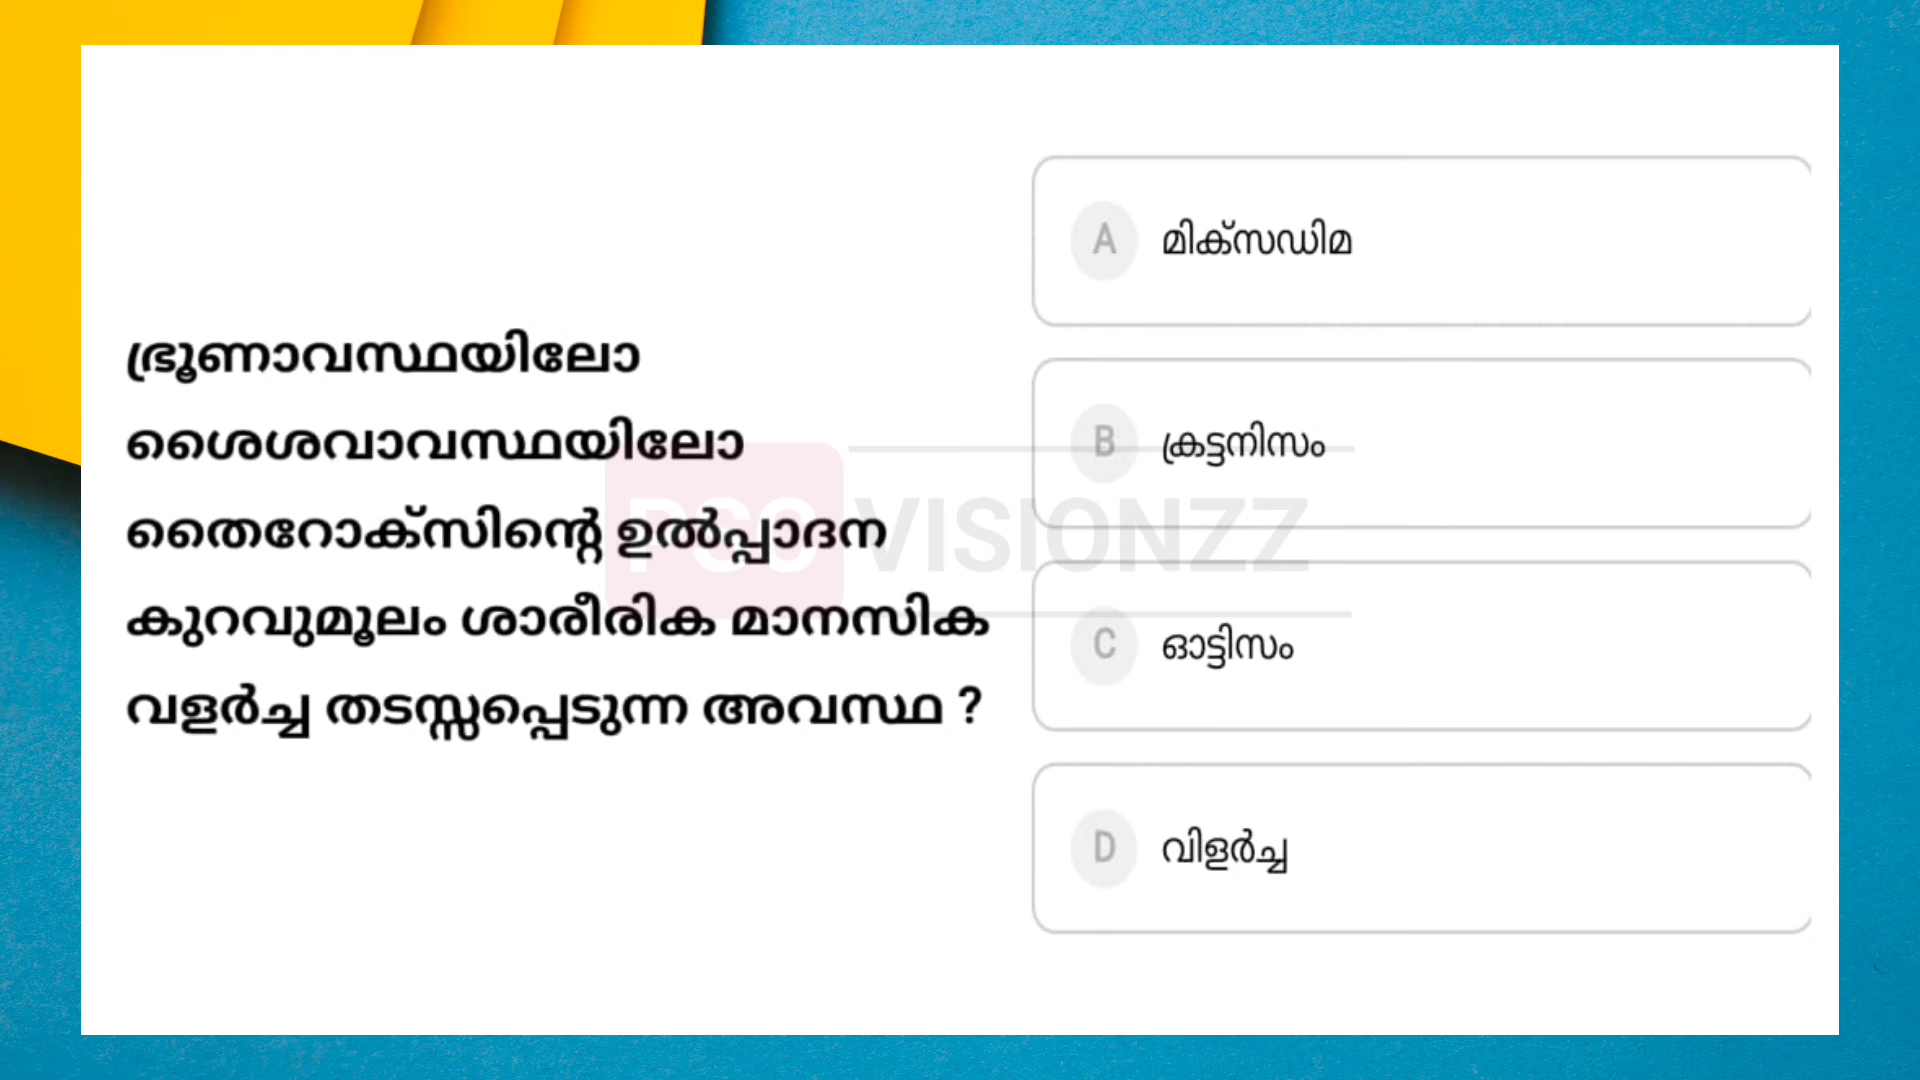 ഭ്രൂണാവസ്ഥയിലോ
ശൈശവാവസ്ഥയിലോ
തൈറോക്സിന്റെ ഉൽപ്പാദന
കുറവുമൂലം ശാരീരിക മാനസിക
വളർച്ച തടസ്സപ്പെടുന്ന അവസ്ഥ ?
A മിക്സഡിമ
B ക്രട്ടനിസം
C ഓട്ടിസം
D വിളർച്ച
PSC VISIONZZ